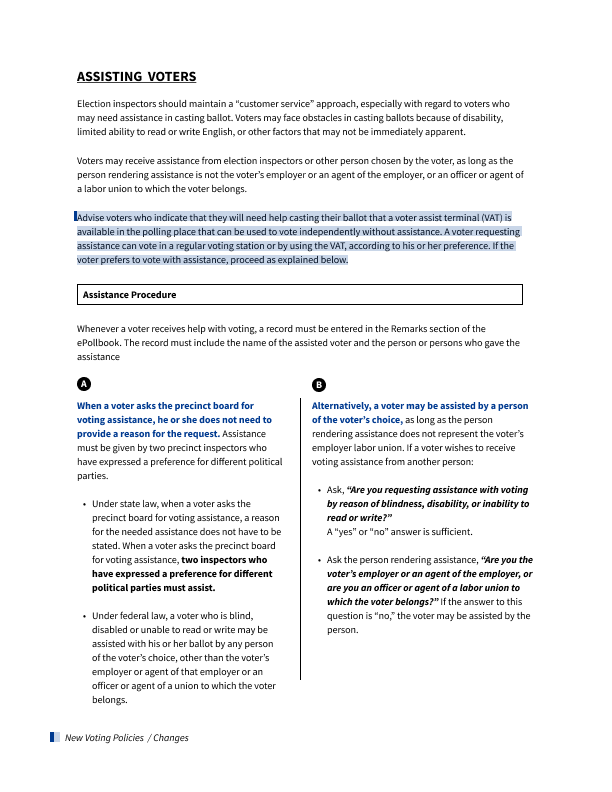 ASSISTING VOTERS
Election inspectors should maintain a “customer service” approach, especially with regard to voters who
may need assistance in casting ballot. Voters may face obstacles in casting ballots because of disability,
limited ability to read or write English, or other factors that may not be immediately apparent.
Voters may receive assistance from election inspectors or other person chosen by the voter, as long as the
person rendering assistance is not the voter’s employer or an agent of the employer, or an officer or agent of
a labor union to which the voter belongs.
Advise voters who indicate that they will need help casting their ballot that a voter assist terminal (VAT) is
available in the polling place that can be used to vote independently without assistance. A voter requesting
assistance can vote in a regular voting station or by using the VAT, according to his or her preference. If the
voter prefers to vote with assistance, proceed as explained below.
Assistance Procedure
Whenever a voter receives help with voting, a record must be entered in the Remarks section of the
ePollbook. The record must include the name of the assisted voter and the person or persons who gave the
assistance
A
When a voter asks the precinct board for
voting assistance, he or she does not need to
provide a reason for the request. Assistance
must be given by two precinct inspectors who
have expressed a preference for different political
parties.
• Under state law, when a voter asks the
precinct board for voting assistance, a reason
for the needed assistance does not have to be
stated. When a voter asks the precinct board
for voting assistance, two inspectors who
have expressed a preference for different
political parties must assist.
• Under federal law, a voter who is blind,
disabled or unable to read or write may be
assisted with his or her ballot by any person
of the voter’s choice, other than the voter’s
employer or agent of that employer or an
officer or agent of a union to which the voter
belongs.
B
Alternatively, a voter may be assisted by a person
of the voter’s choice, as long as the person
rendering assistance does not represent the voter’s
employer labor union. If a voter wishes to receive
voting assistance from another person:
• Ask, “Are you requesting assistance with voting
by reason of blindness, disability, or inability to
read or write?”
A “yes” or “no” answer is sufficient.
• Ask the person rendering assistance, “Are you the
voter’s employer or an agent of the employer, or
are you an officer or agent of a labor union to
which the voter belongs?” If the answer to this
question is “no,” the voter may be assisted by the
person.
New Voting Policies / Changes